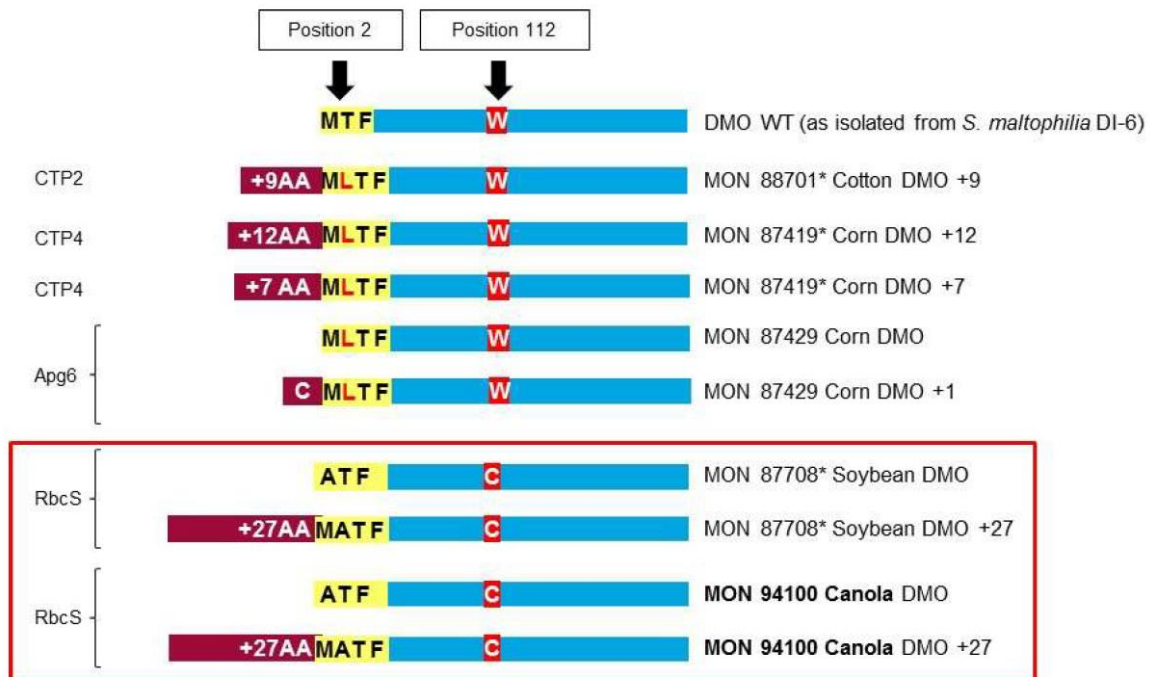 Position 2 Position 112
MTF W DMO WT (as isolated from S. maltophilia DI-6)
CTP2 +9AA MLTF W MON 88701* Cotton DMO +9
CTP4 +12AA MLTF W MON 87419* Corn DMO +12
CTP4 +7 AA MLTF W MON 87419* Corn DMO +7
MLTF W MON 87429 Corn DMO
Apg6
C MLTF W MON 87429 Corn DMO +1
ATF C MON 87708* Soybean DMO
RbcS
+27AA MATF C MON 87708* Soybean DMO +27
ATF C MON 94100 Canola DMO
RbcS
+27AA MATF C MON 94100 Canola DMO +27